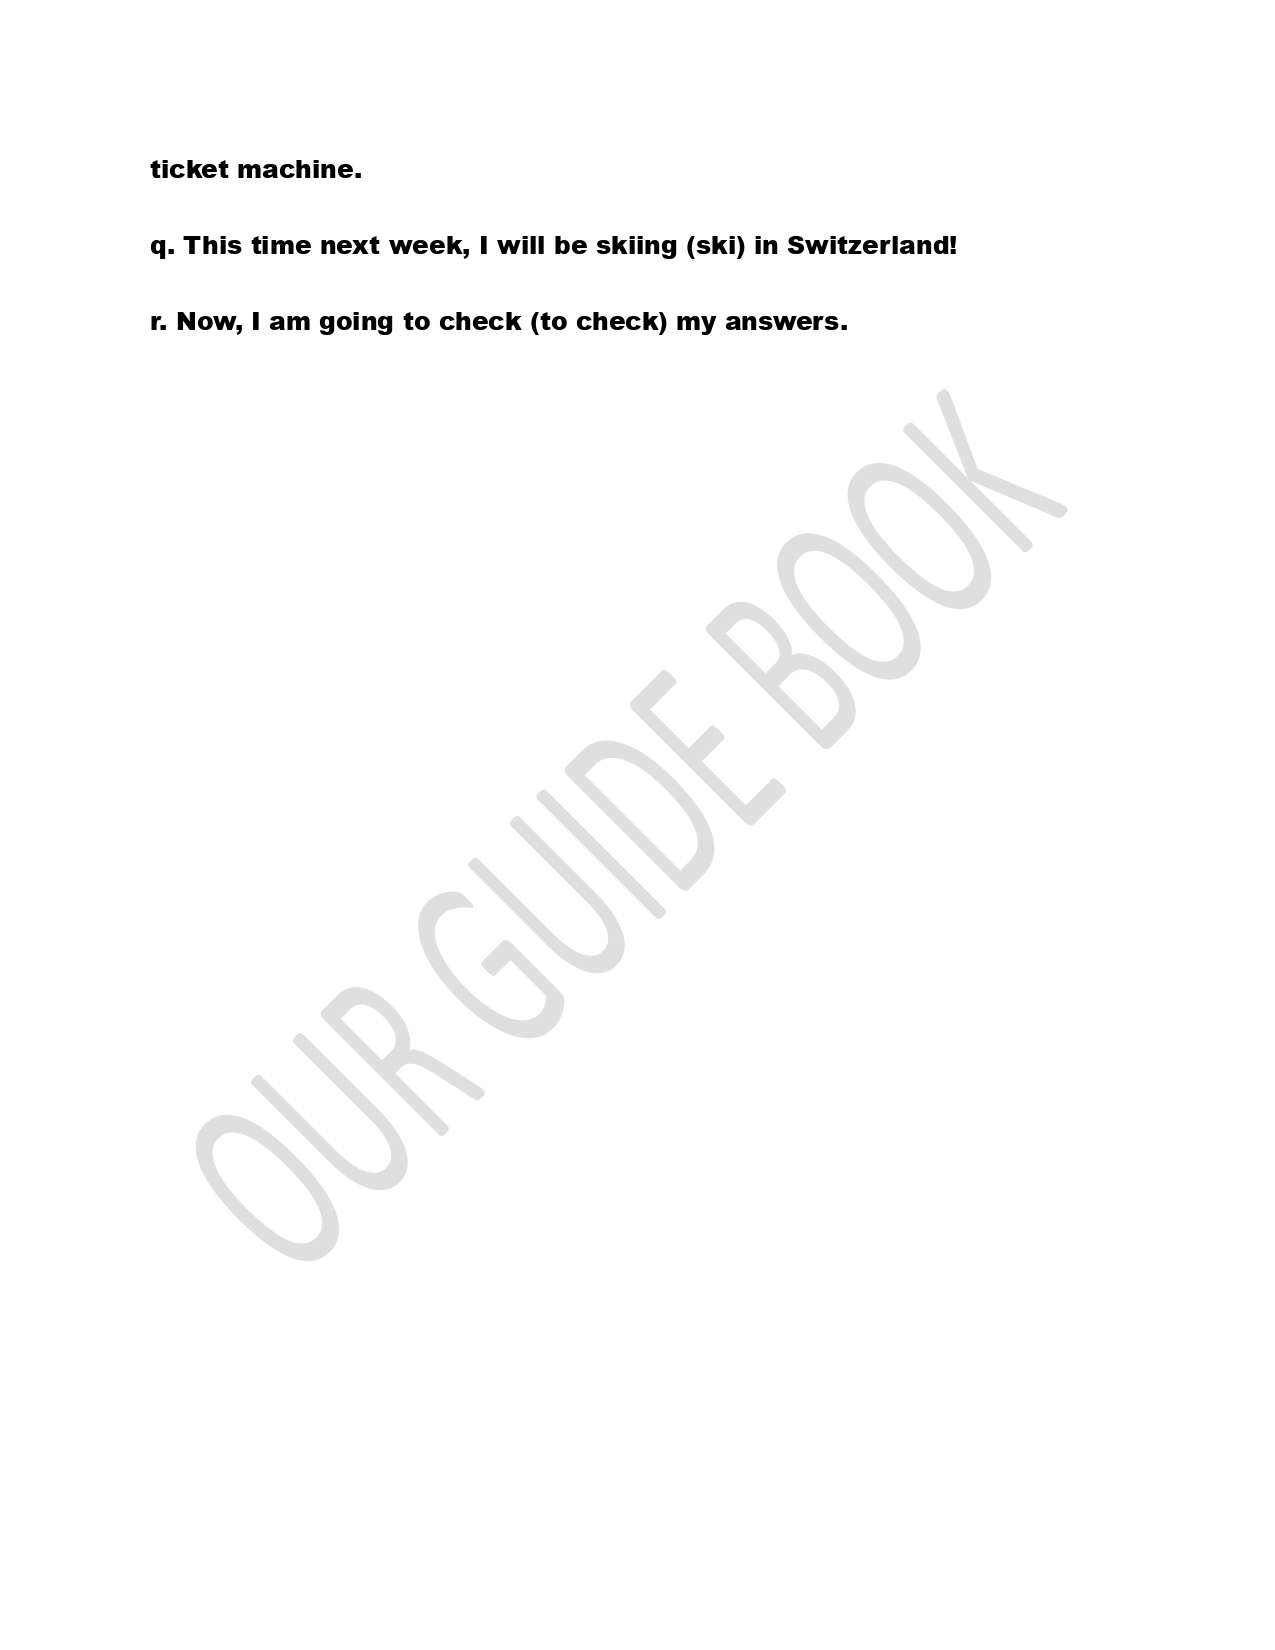 ticket machine.
q. This time next week, I will be skiing (ski) in Switzerland!
r. Now, I am going to check (to check) my answers.
OUR GUIDE BOOK